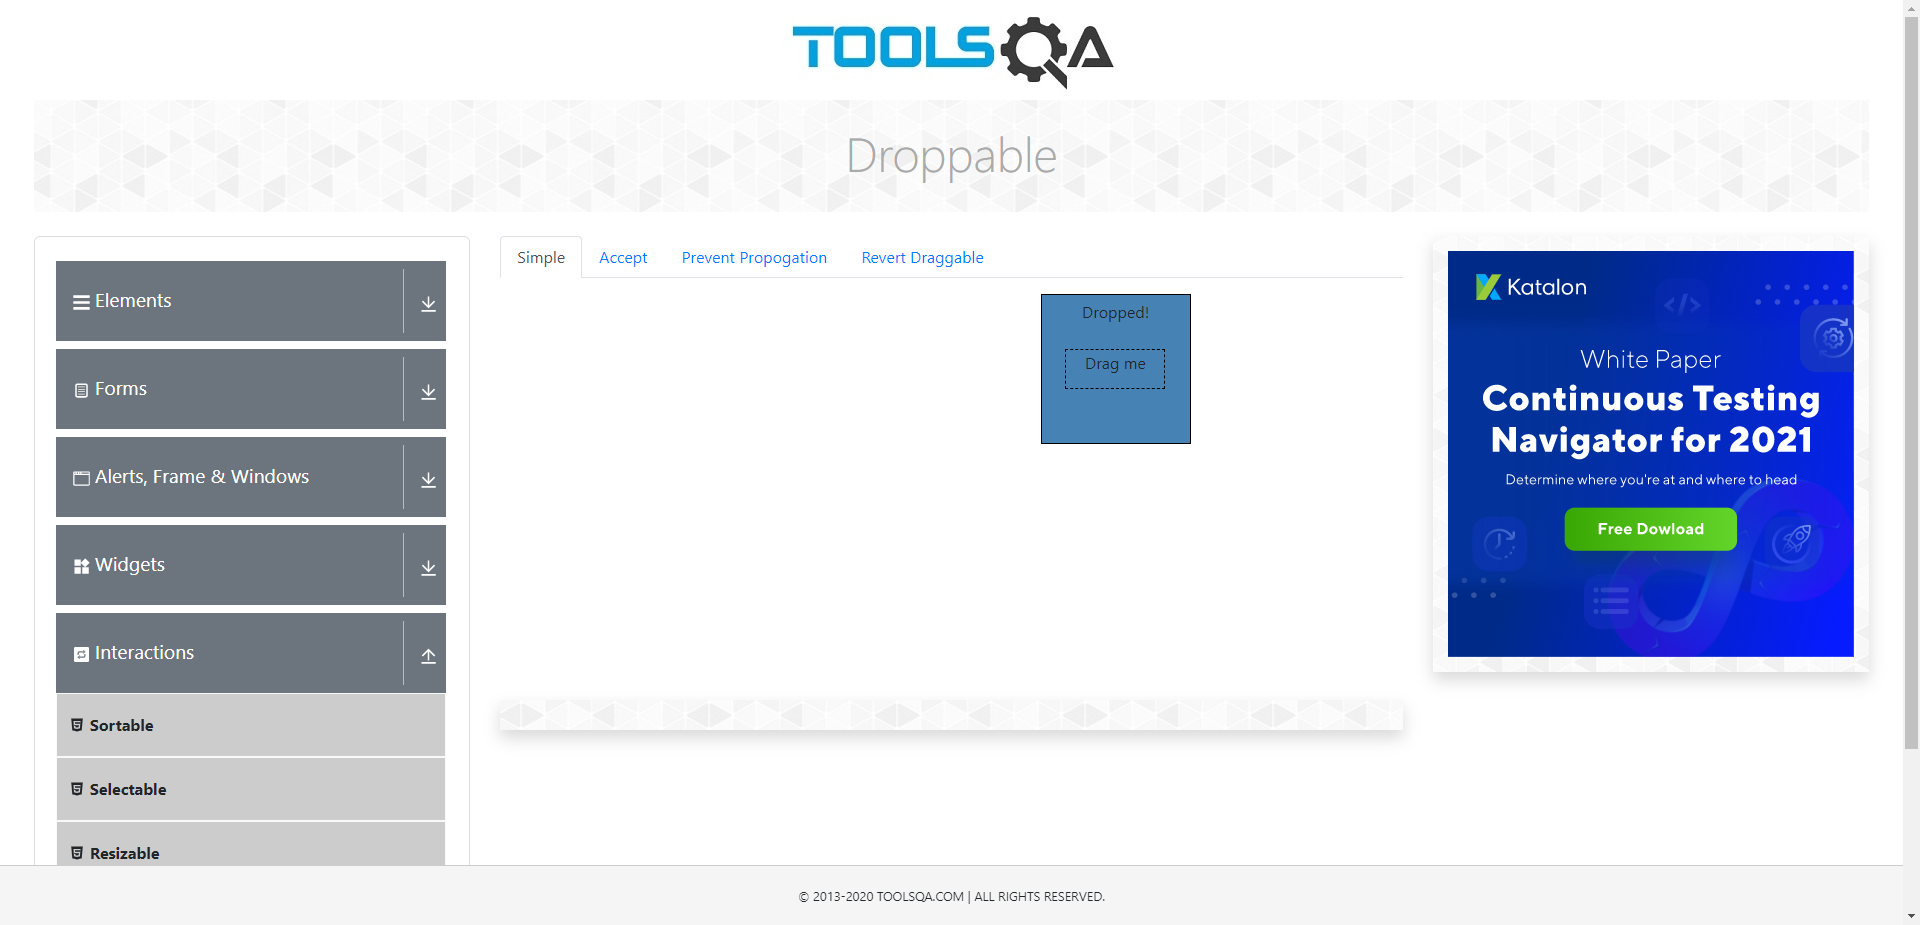 TOOLSQA
Droppable
Elements
Forms
Alerts, Frame & Windows
Widgets
Interactions
Sortable
Selectable
Resizable
Simple
Accept
Prevent Propogation
Revert Draggable
Dropped!
Drag me
Katalon
White Paper
Continuous Testing
Navigator for 2021
Determine where you're at and where to head
Free Dowload
© 2013-2020 TOOLSQA.COM | ALL RIGHTS RESERVED.